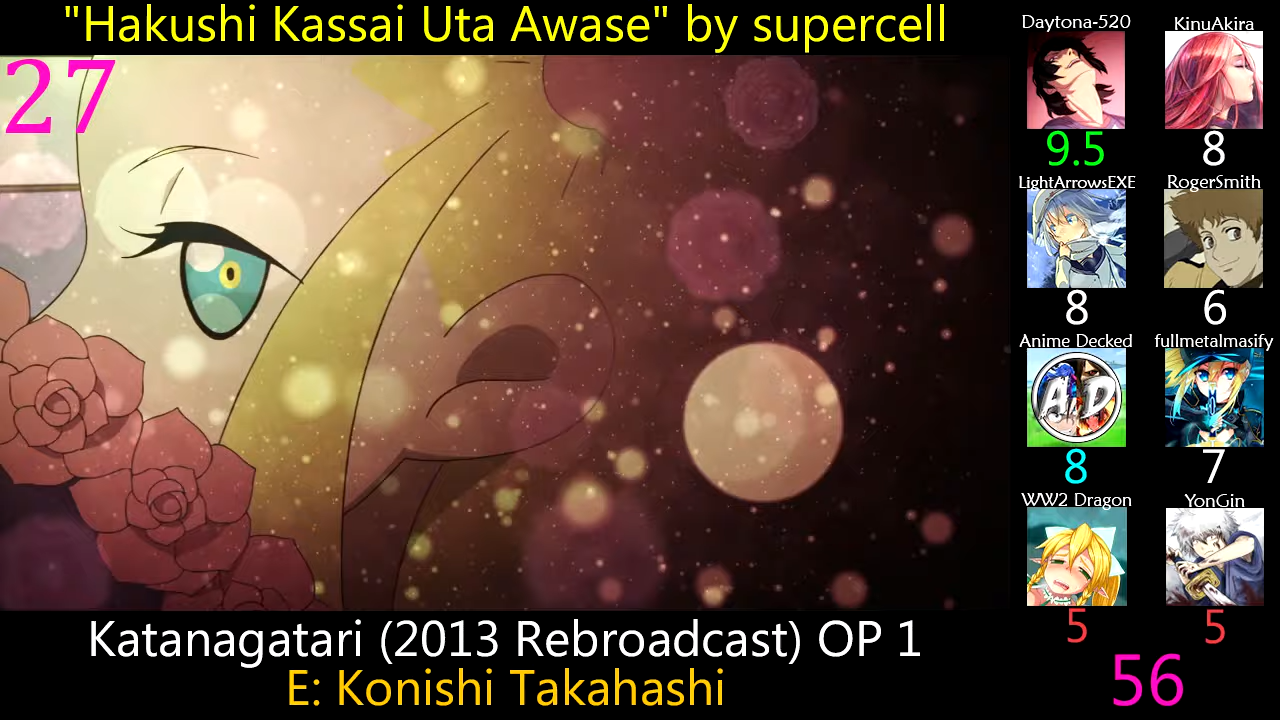 "Hakushi Kassai Uta Awase" by supercell
27
Katanagatari (2013 Rebroadcast) OP 1
E: Konishi Takahashi
Daytona-520
9.5
KinuAkira
8
LightArrowsEXE
8
RogerSmith
6
Anime Decked
AD
8
fullmetalmasify
7
WW2 Dragon
5
YonGin
5
56